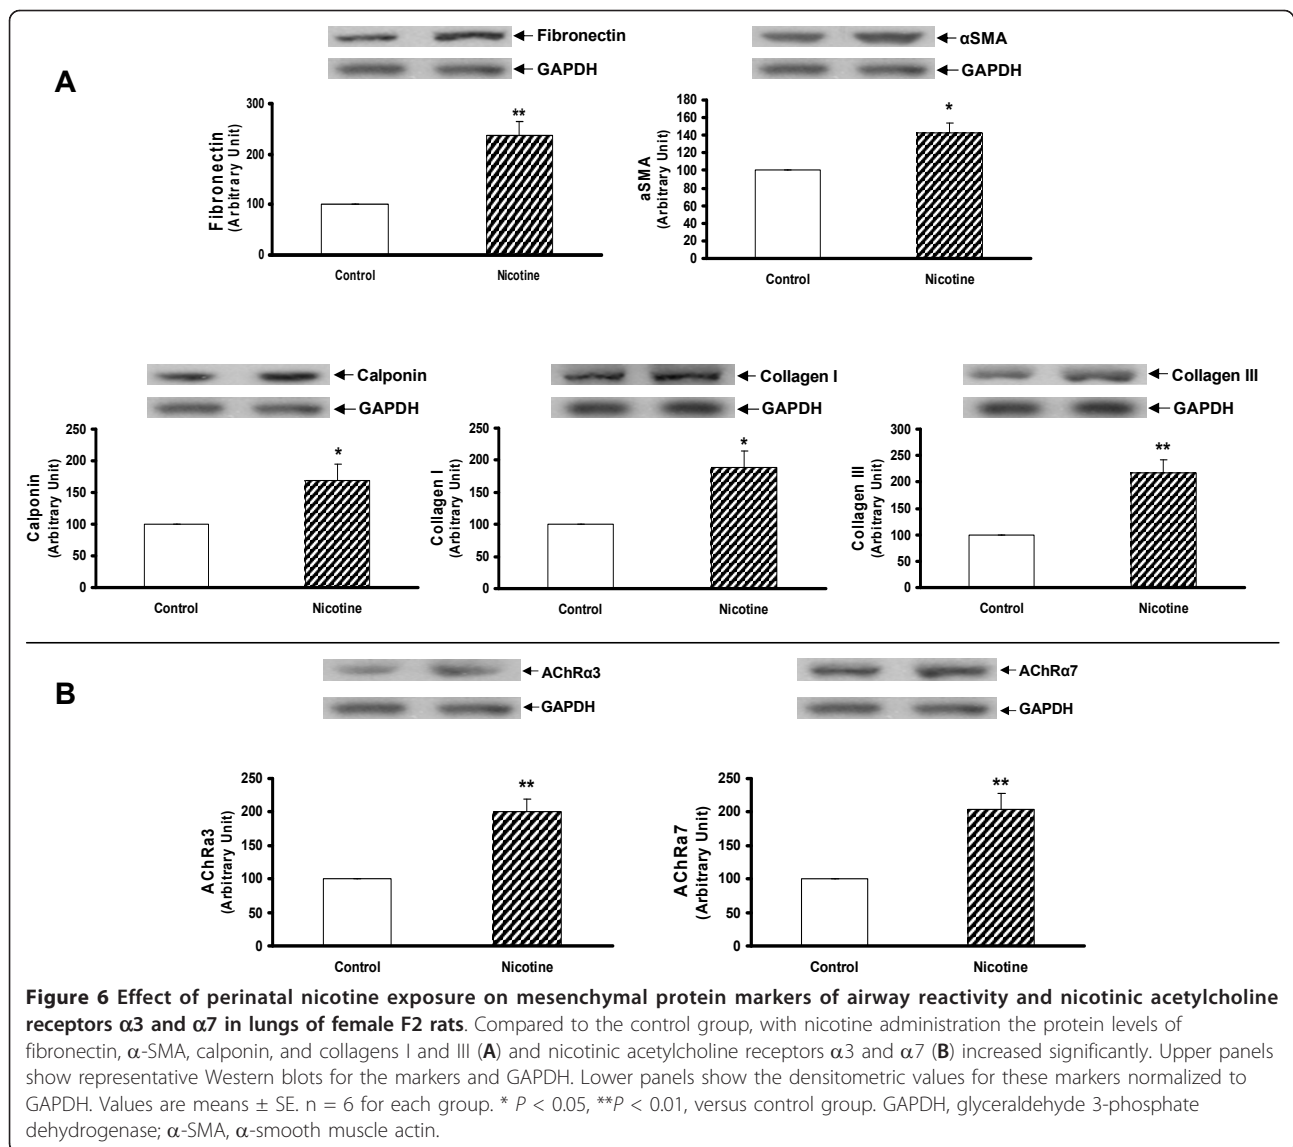 A
Fibronectin
GAPDH
Fibronectin
(Arbitrary Unit)
300
250
200
100
0
**
Control Nicotine
αSMA
GAPDH
aSMA
(Arbitrary Unit)
180
160
140
120
100
80
60
40
20
0
*
Control Nicotine
Calponin
GAPDH
Calponin
(Arbitrary Unit)
250
200
150
100
50
0
*
Control Nicotine
Collagen I
GAPDH
Collagen I
(Arbitrary Unit)
250
200
150
100
50
0
*
Control Nicotine
Collagen III
GAPDH
Collagen III
(Arbitrary Unit)
300
250
200
150
100
50
0
**
Control Nicotine
B
AChRα3
GAPDH
AChRa3
(Arbitrary Unit)
250
200
150
100
50
0
**
Control Nicotine
AChRα7
GAPDH
AChRa7
(Arbitrary Unit)
250
200
150
100
50
0
**
Control Nicotine
Figure 6 Effect of perinatal nicotine exposure on mesenchymal protein markers of airway reactivity and nicotinic acetylcholine
receptors α3 and α7 in lungs of female F2 rats. Compared to the control group, with nicotine administration the protein levels of
fibronectin, α-SMA, calponin, and collagens I and III (A) and nicotinic acetylcholine receptors α3 and α7 (B) increased significantly. Upper panels
show representative Western blots for the markers and GAPDH. Lower panels show the densitometric values for these markers normalized to
GAPDH. Values are means ± SE. n = 6 for each group. * P < 0.05, **P < 0.01, versus control group. GAPDH, glyceraldehyde 3-phosphate
dehydrogenase; α-SMA, α-smooth muscle actin.